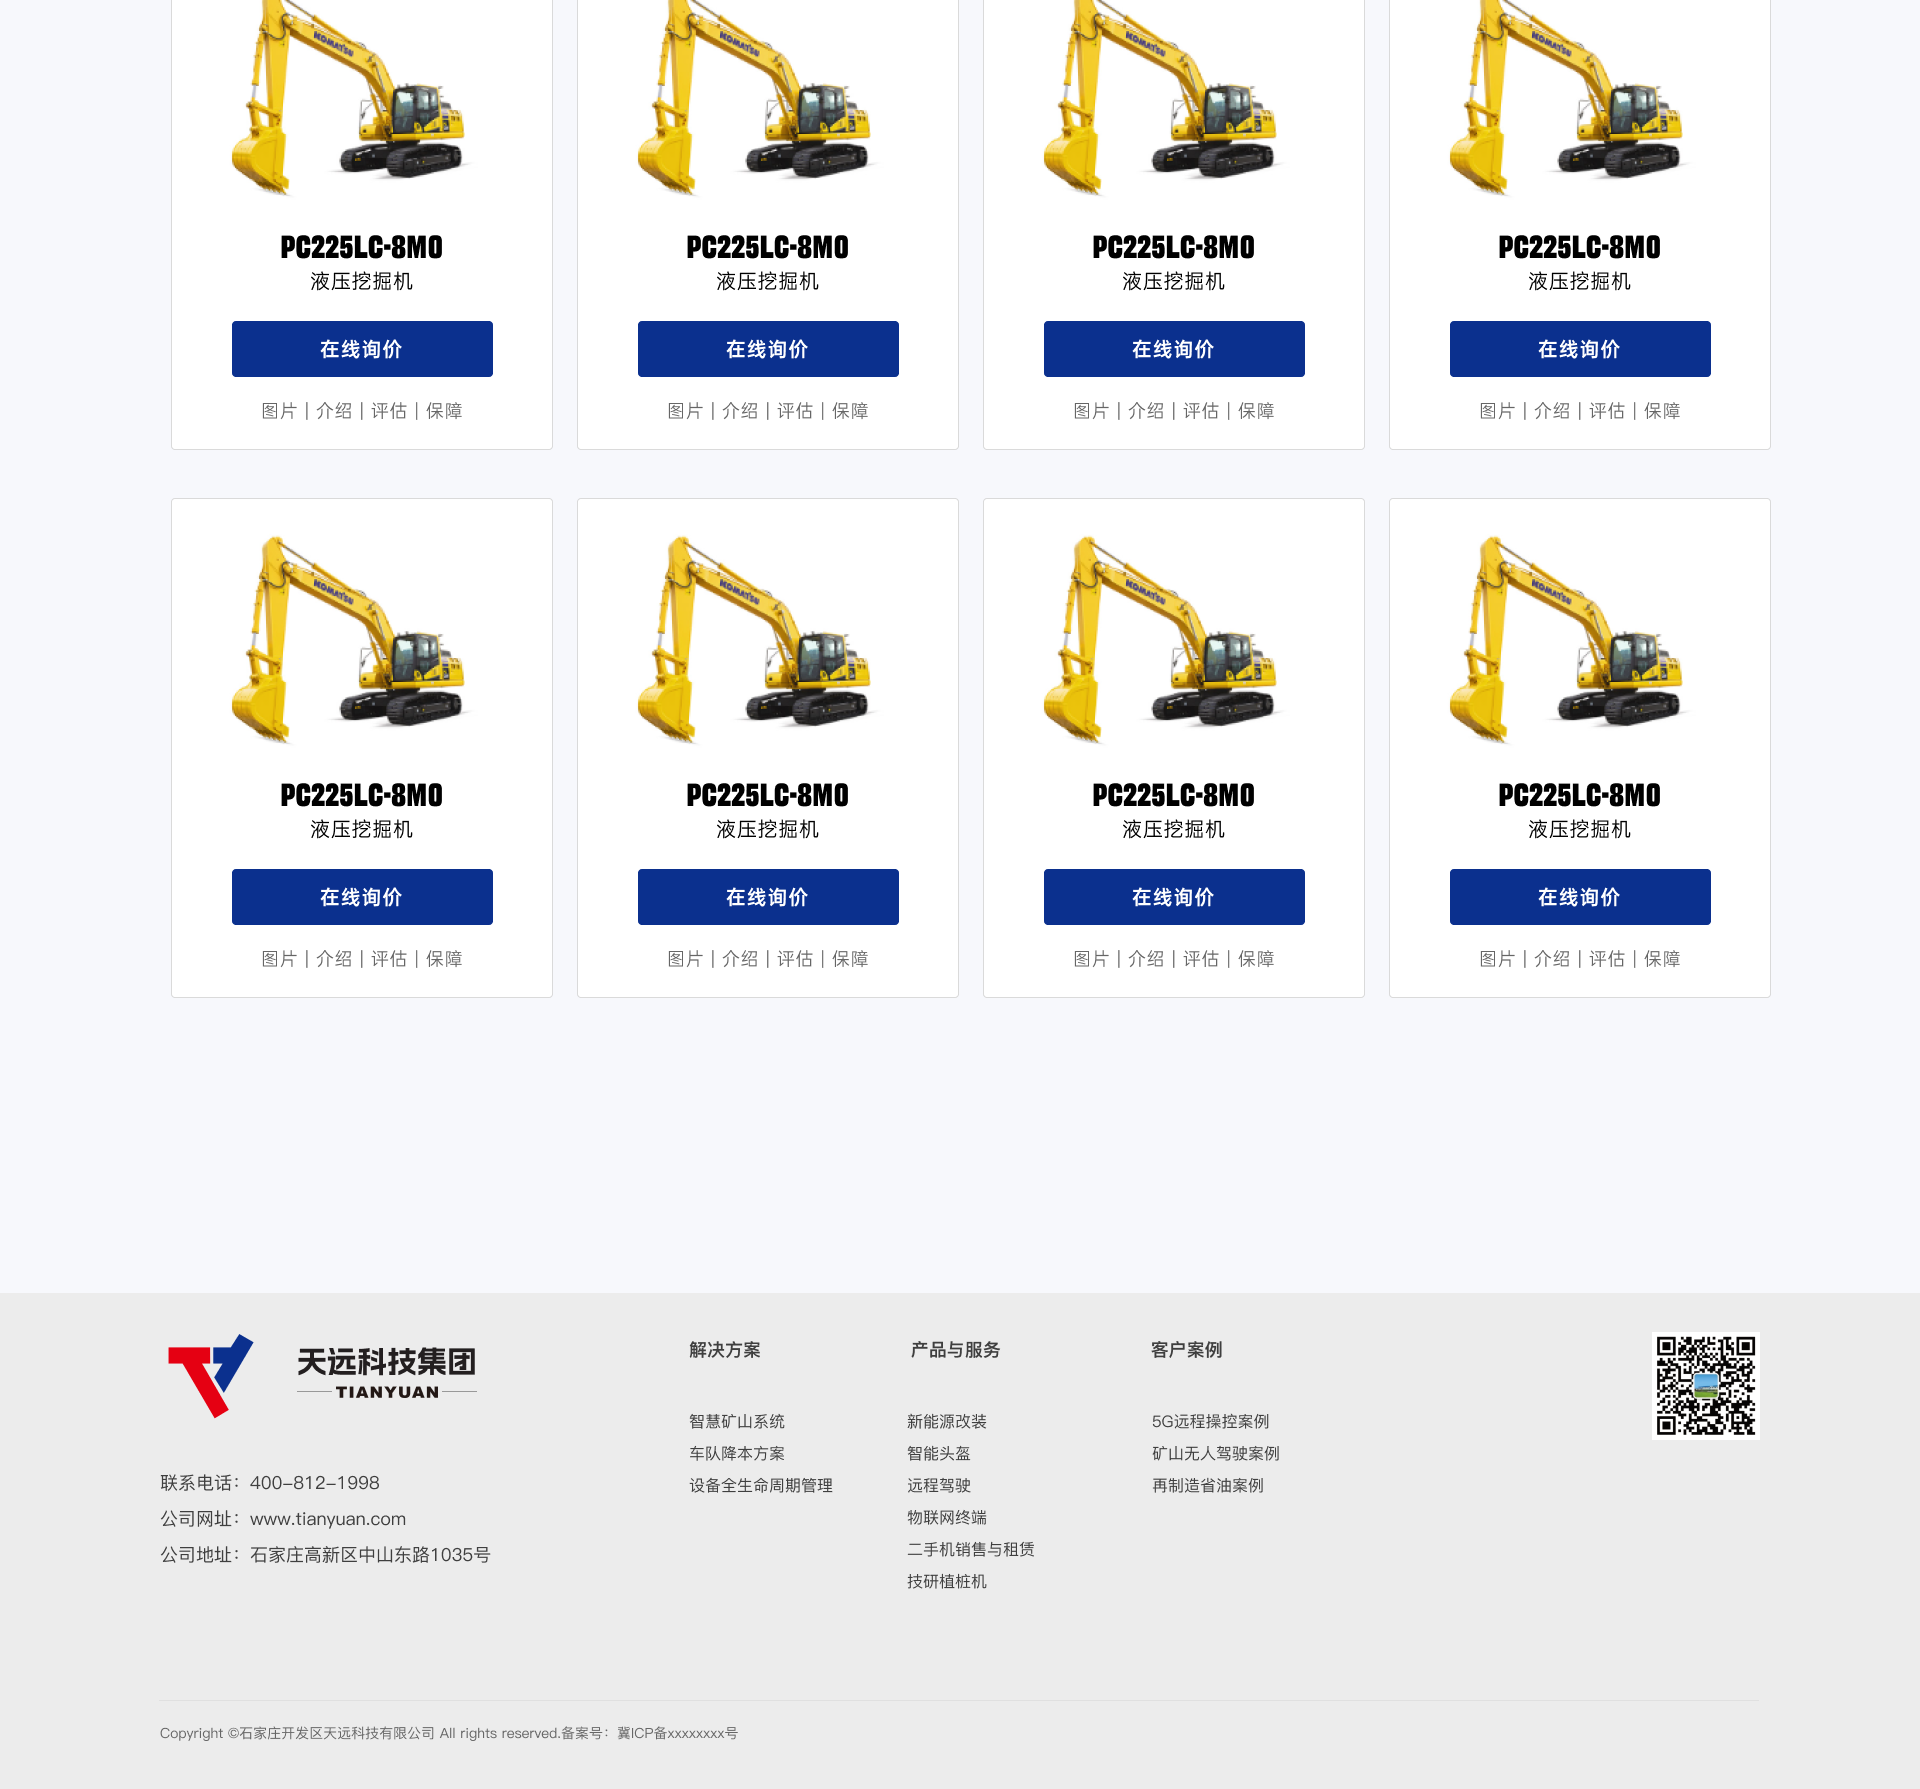 KOMATSU KOMATSU KOMATSU KOMATSU
PC225LC-8M0 PC225LC-8M0 PC225LC-8M0 PC225LC-8M0
液压挖掘机 液压挖掘机 液压挖掘机 液压挖掘机
在线询价 在线询价 在线询价 在线询价
图片 | 介绍 | 评估 | 保障 图片 | 介绍 | 评估 | 保障 图片 | 介绍 | 评估 | 保障 图片 | 介绍 | 评估 | 保障
KOMATSU KOMATSU KOMATSU KOMATSU
PC225LC-8M0 PC225LC-8M0 PC225LC-8M0 PC225LC-8M0
液压挖掘机 液压挖掘机 液压挖掘机 液压挖掘机
在线询价 在线询价 在线询价 在线询价
图片 | 介绍 | 评估 | 保障 图片 | 介绍 | 评估 | 保障 图片 | 介绍 | 评估 | 保障 图片 | 介绍 | 评估 | 保障
天远科技集团
TIANYUAN
联系电话：400-812-1998
公司网址：www.tianyuan.com
公司地址：石家庄高新区中山东路1035号
解决方案
智慧矿山系统
车队降本方案
设备全生命周期管理
产品与服务
新能源改装
智能头盔
远程驾驶
物联网终端
二手机销售与租赁
技研植桩机
客户案例
5G远程操控案例
矿山无人驾驶案例
再制造省油案例
Copyright ©石家庄开发区天远科技有限公司 All rights reserved.备案号：冀ICP备xxxxxxxx号